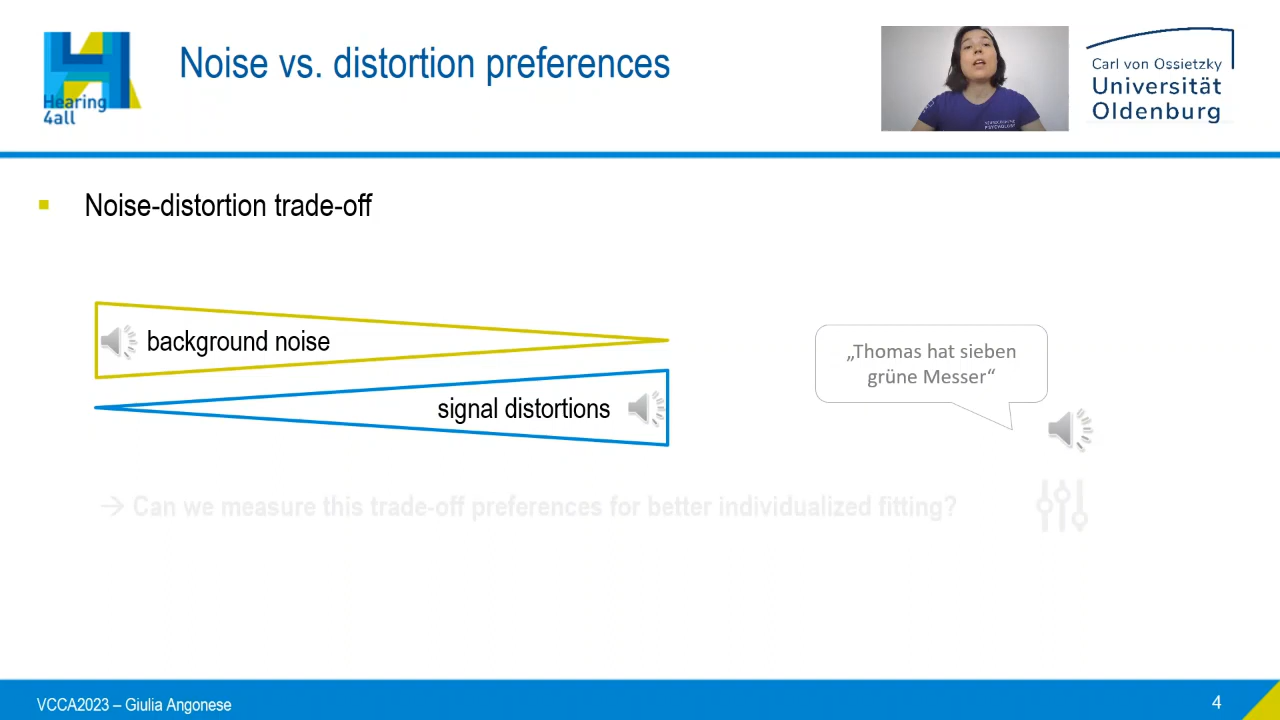 Hearing
4all
Noise vs. distortion preferences
Carl von Ossietzky
Universität
Oldenburg
Noise-distortion trade-off
background noise
signal distortions
„Thomas hat sieben
grüne Messer“
→ Can we measure this trade-off preferences for better individualized fitting?
VCCA2023 – Giulia Angonese
4